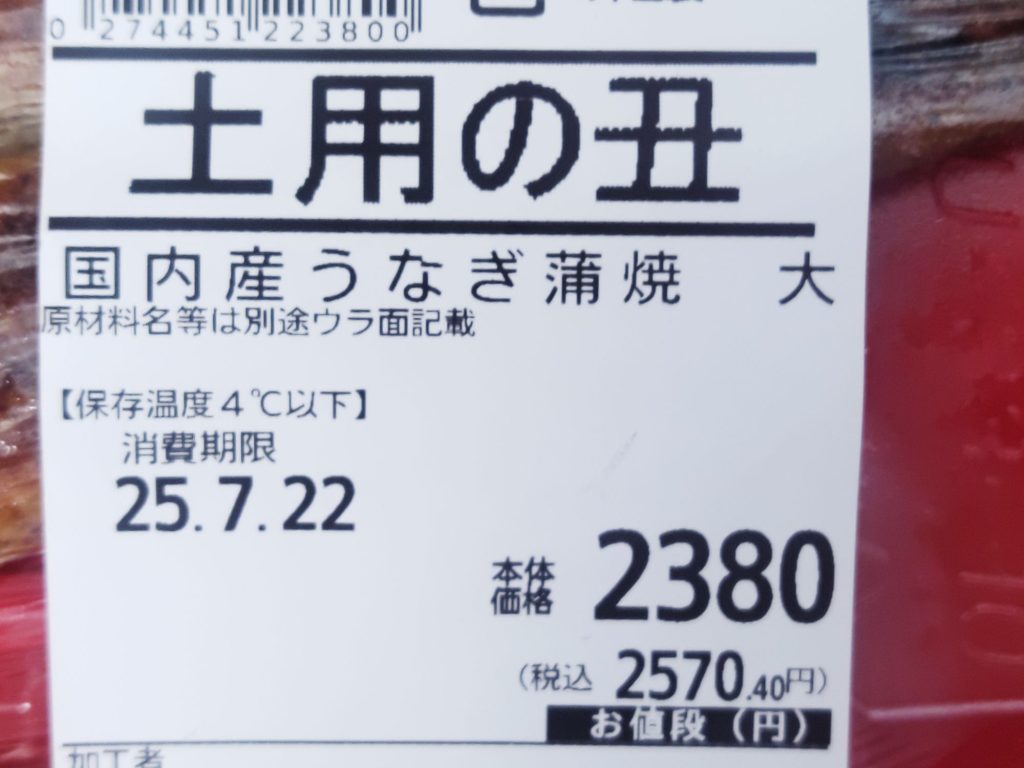 0 274451 223800
土用の丑
国内産うなぎ蒲焼 大
原材料名等は別途ウラ面記載
【保存温度4℃以下】
消費期限
25.7.22
本体価格 2380
(税込 2570.40円)
お値段(円)
加工者